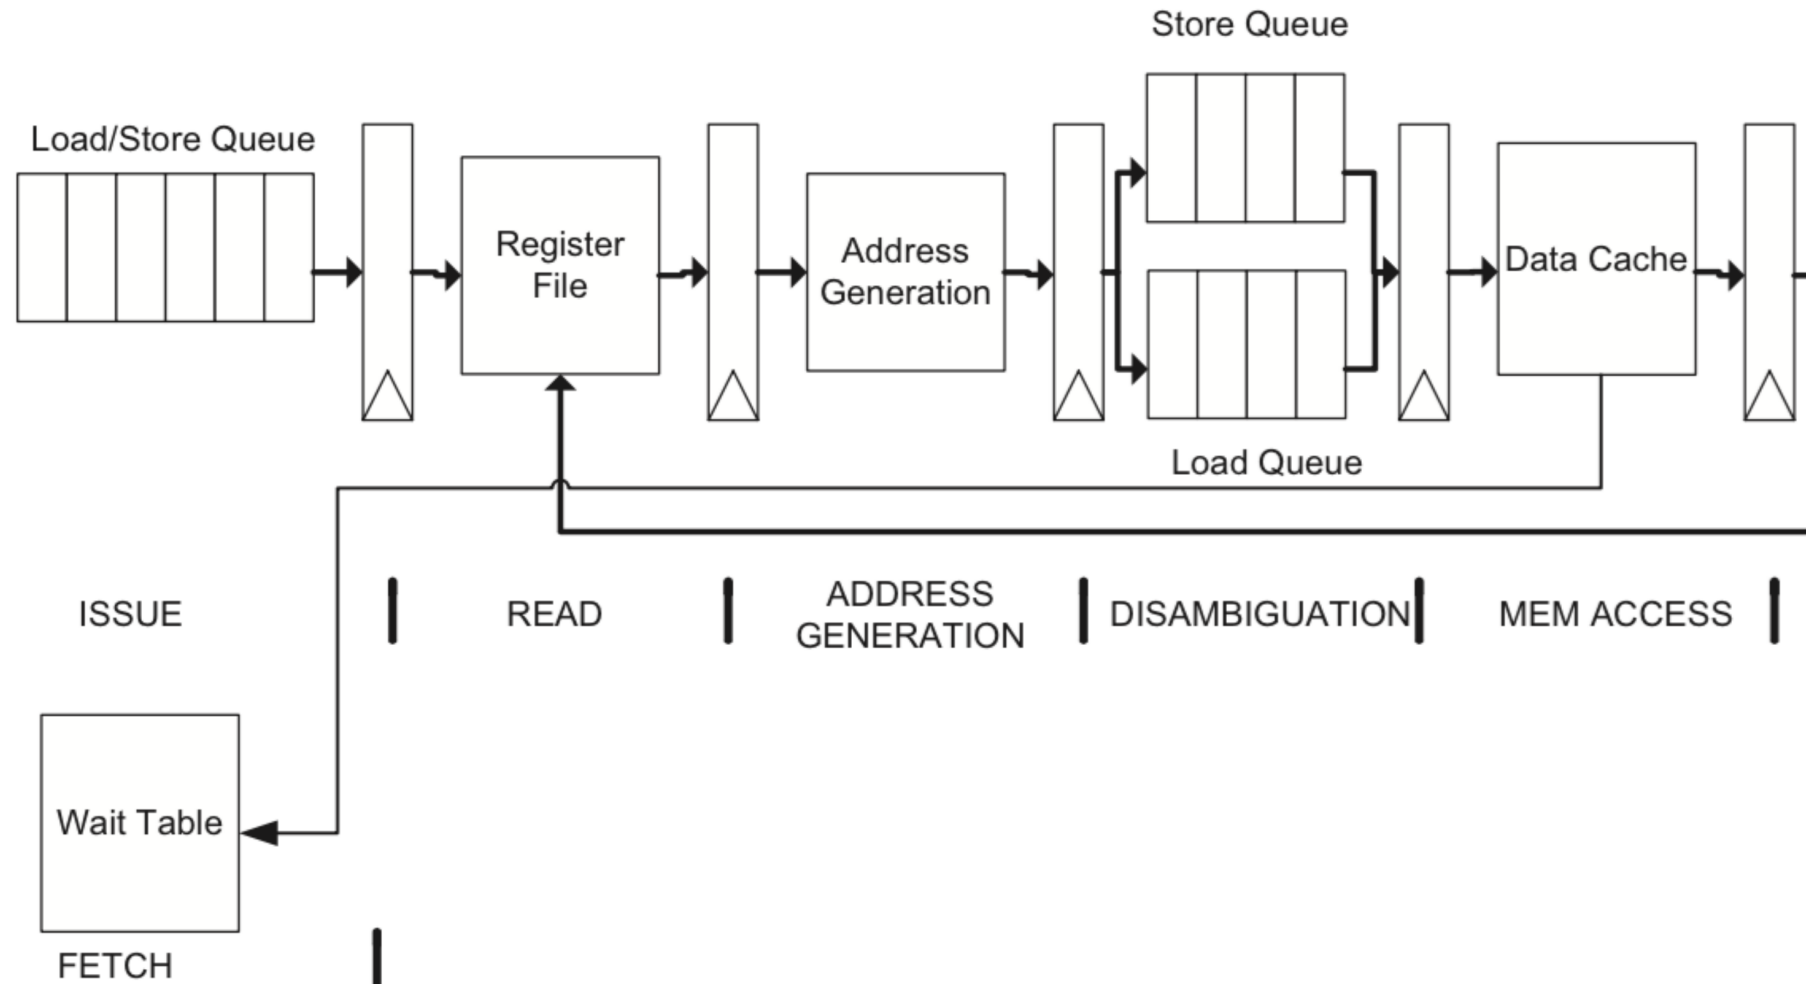 Store Queue
Load/Store Queue
Register
File
Address
Generation
Data Cache
Load Queue
ISSUE
READ
ADDRESS
GENERATION
DISAMBIGUATION
MEM ACCESS
Wait Table
FETCH